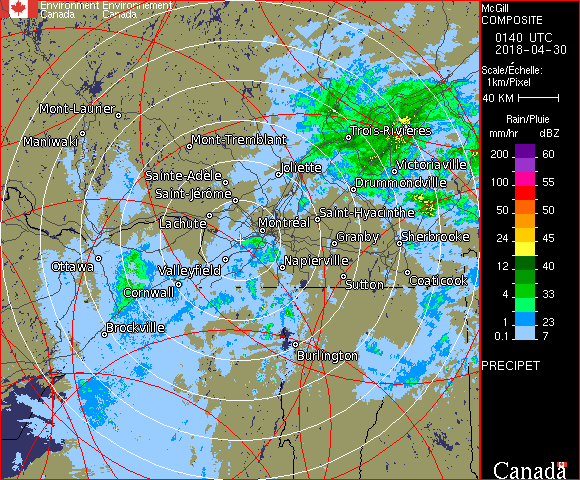 Environment Environnement
Canada Canada
McGill
COMPOSITE
0140 UTC
2018-04-30
Scale/Échelle:
1km/Pixel
40 KM
Rain/Pluie
mm/hr dBZ
200 60
100 55
50 50
24 45
12 40
4 33
1 23
0.1 7
PRECIPET
Canada
Mont-Laurier
Maniwaki
Mont-Tremblant
Trois-Rivières
Joliette
Victoriaville
Sainte-Adèle
Drummondville
Saint-Jérôme
Lachute
Saint-Hyacinthe
Montréal
Granby
Sherbrooke
Ottawa
Valleyfield
Napierville
Cornwall
Sutton
Coaticook
Brockville
Burlington